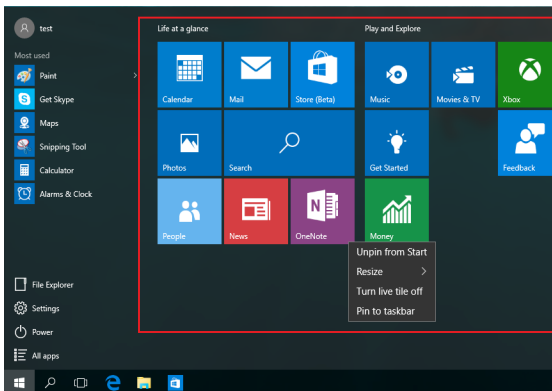 test
Most used
Paint
Get Skype
Maps
Snipping Tool
Calculator
Alarms & Clock
File Explorer
Settings
Power
All apps
Life at a glance
Play and Explore
Calendar
Mail
Store (Beta)
Music
Movies & TV
Xbox
Photos
Search
Get Started
Feedback
People
News
OneNote
Money
Unpin from Start
Resize
Turn live tile off
Pin to taskbar